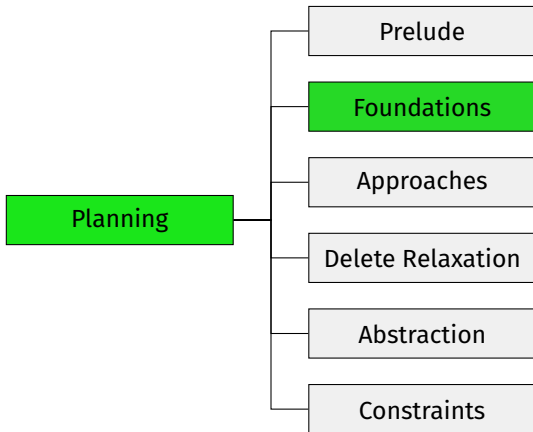 Prelude
Foundations
Approaches
Planning
Delete Relaxation
Abstraction
Constraints